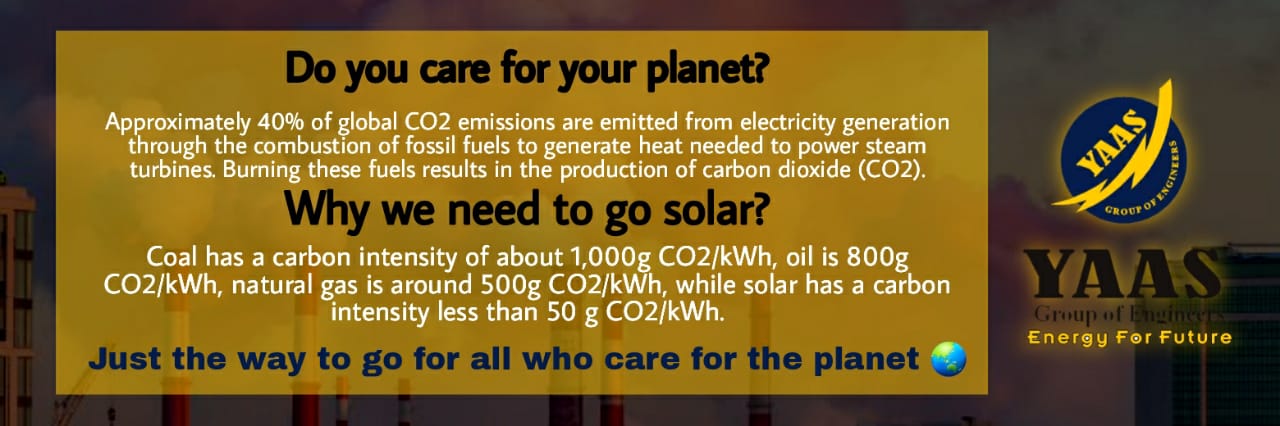 Do you care for your planet?
Approximately 40% of global CO2 emissions are emitted from electricity generation
through the combustion of fossil fuels to generate heat needed to power steam
turbines. Burning these fuels results in the production of carbon dioxide (CO2).
Why we need to go solar?
Coal has a carbon intensity of about 1,000g CO2/kWh, oil is 800g
CO2/kWh, natural gas is around 500g CO2/kWh, while solar has a carbon
intensity less than 50 g CO2/kWh.
Just the way to go for all who care for the planet 🌏
YAAS
GROUP OF ENGINEERS
YAAS
Group of Engineers
Energy For Future